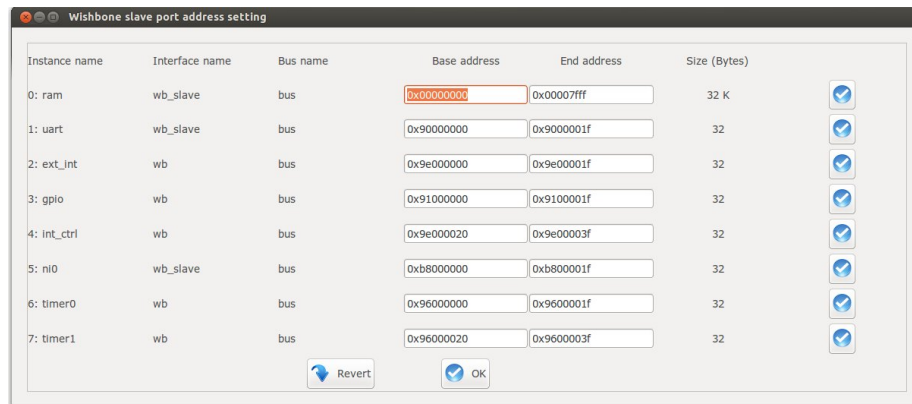 Wishbone slave port address setting
Instance name Interface name Bus name Base address End address Size (Bytes)
0: ram wb_slave bus 0x00000000 0x00007fff 32 K
1: uart wb_slave bus 0x90000000 0x9000001f 32
2: ext_int wb bus 0x9e000000 0x9e00001f 32
3: gpio wb bus 0x91000000 0x9100001f 32
4: int_ctrl wb bus 0x9e000020 0x9e00003f 32
5: ni0 wb_slave bus 0xb8000000 0xb800001f 32
6: timer0 wb bus 0x96000000 0x9600001f 32
7: timer1 wb bus 0x96000020 0x9600003f 32
Revert OK